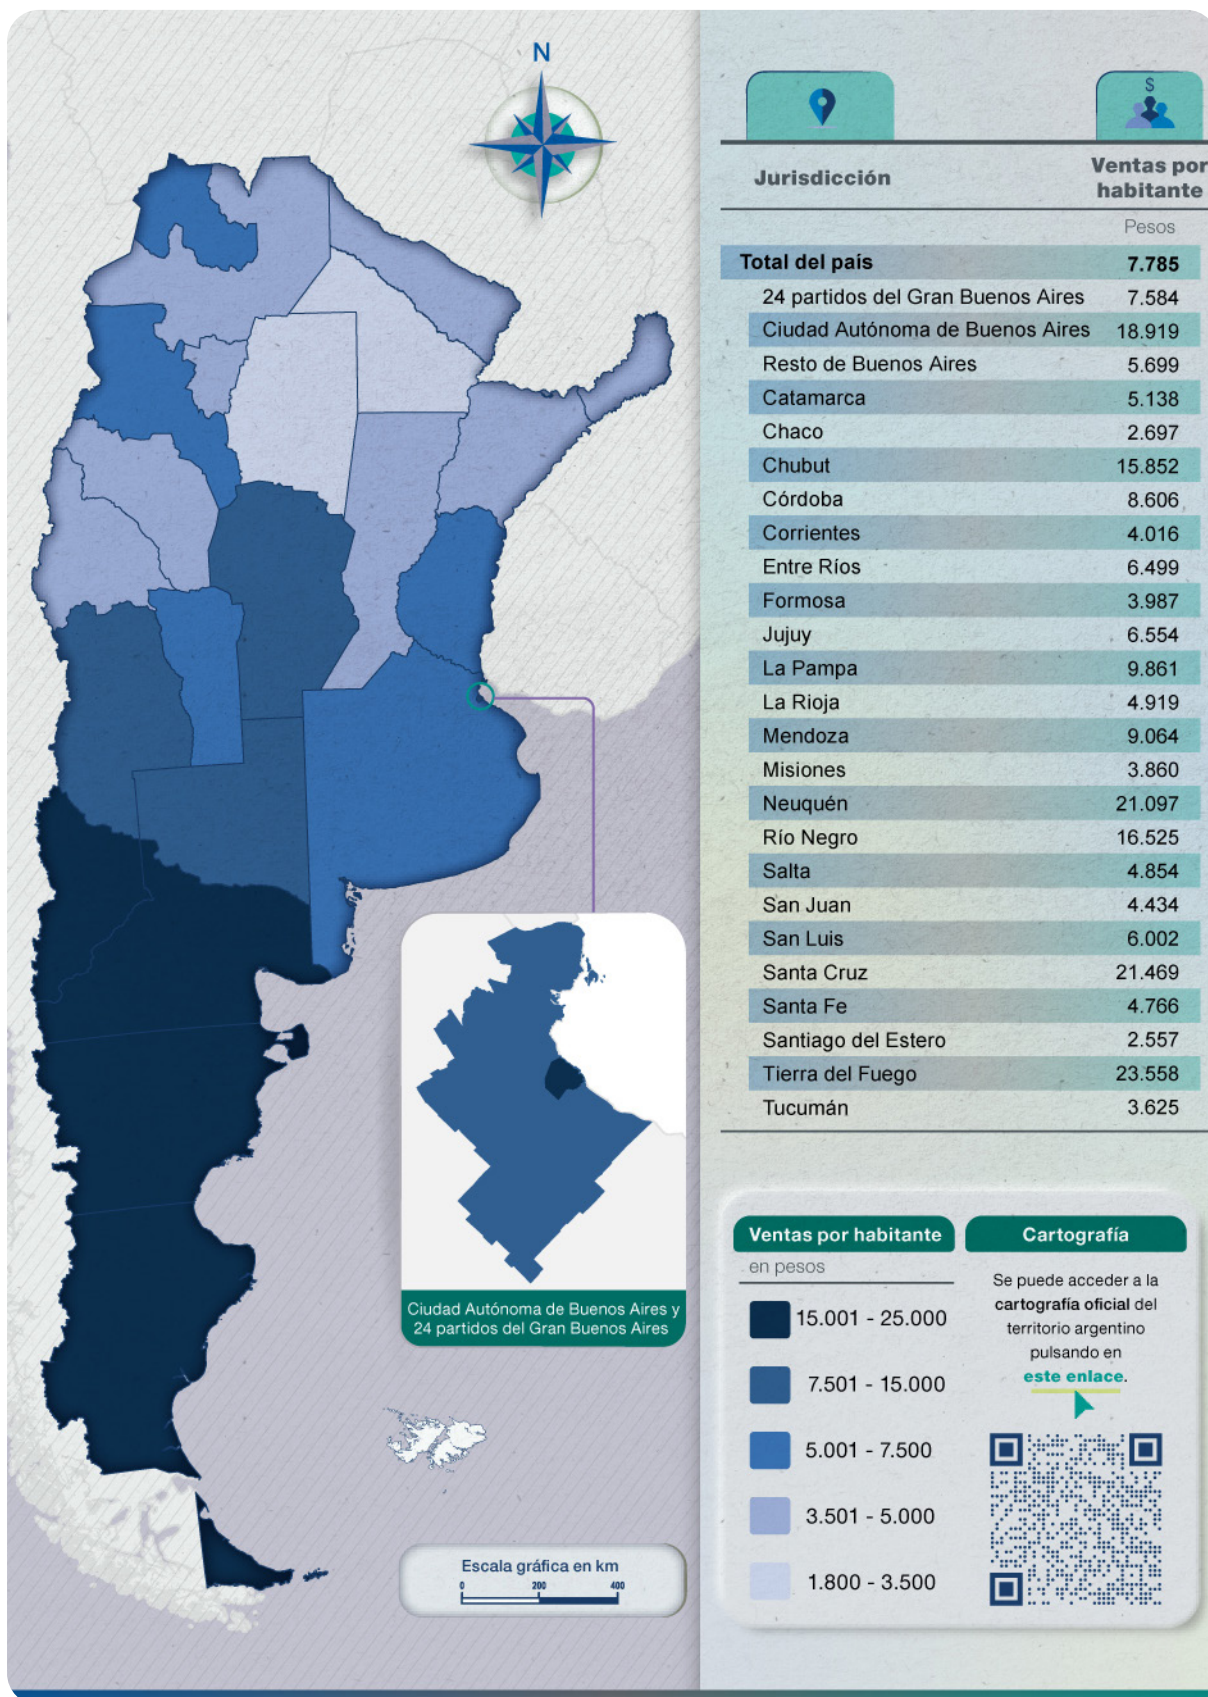 N
$
Jurisdicción
Ventas por
habitante
Pesos
Total del país 7.785
24 partidos del Gran Buenos Aires 7.584
Ciudad Autónoma de Buenos Aires 18.919
Resto de Buenos Aires 5.699
Catamarca 5.138
Chaco 2.697
Chubut 15.852
Córdoba 8.606
Corrientes 4.016
Entre Ríos 6.499
Formosa 3.987
Jujuy 6.554
La Pampa 9.861
La Rioja 4.919
Mendoza 9.064
Misiones 3.860
Neuquén 21.097
Río Negro 16.525
Salta 4.854
San Juan 4.434
San Luis 6.002
Santa Cruz 21.469
Santa Fe 4.766
Santiago del Estero 2.557
Tierra del Fuego 23.558
Tucumán 3.625
Ciudad Autónoma de Buenos Aires y
24 partidos del Gran Buenos Aires
Escala gráfica en km
0 200 400
Ventas por habitante
en pesos
15.001 - 25.000
7.501 - 15.000
5.001 - 7.500
3.501 - 5.000
1.800 - 3.500
Cartografía
Se puede acceder a la
cartografía oficial del
territorio argentino
pulsando en
este enlace.